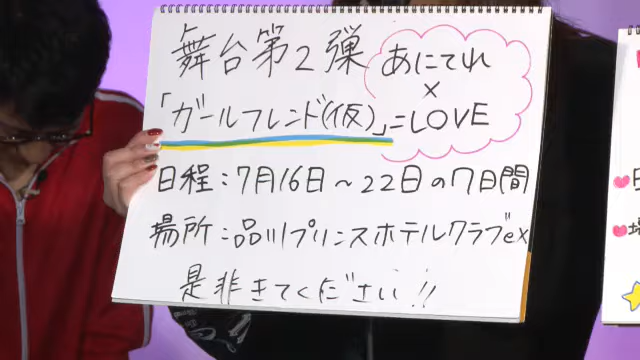 舞台第2弾
あにてれ
×
=LOVE
「ガールフレンド(仮)」
日程:7月16日~22日の7日間
場所:品川プリンスホテルクラブeX
是非きてください!!